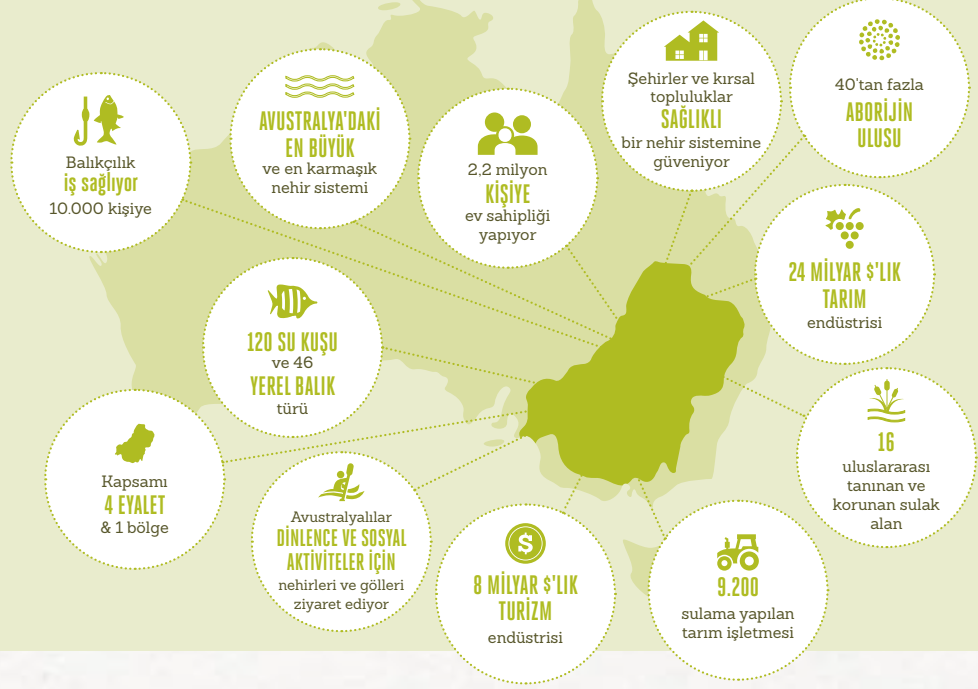 Balıkçılık
iş sağlıyor
10.000 kişiye
AVUSTRALYA'DAKİ
EN BÜYÜK
ve en karmaşık
nehir sistemi
2,2 milyon
KİŞİYE
ev sahipliği
yapıyor
Şehirler ve kırsal
topluluklar
SAĞLIKLI
bir nehir sistemine
güveniyor
40'tan fazla
ABORİJİN
ULUSU
24 MİLYAR $'LIK
TARIM
endüstrisi
120 SU KUŞU
ve 46
YEREL BALIK
türü
Kapsamı
4 EYALET
& 1 bölge
Avustralyalılar
DİNLENCE VE SOSYAL
AKTİVİTELER İÇİN
nehirleri ve gölleri
ziyaret ediyor
$
8 MİLYAR $'LIK
TURİZM
endüstrisi
9.200
sulama yapılan
tarım işletmesi
16
uluslararası
tanınan ve
korunan sulak
alan